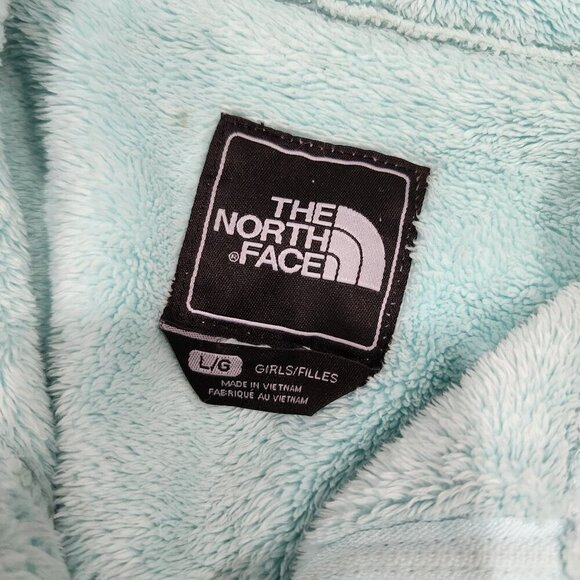 THE
NORTH
®FACE
L/G GIRLS/FILLES
MADE IN VIETNAM
FABRIQUÉ AU VIETNAM